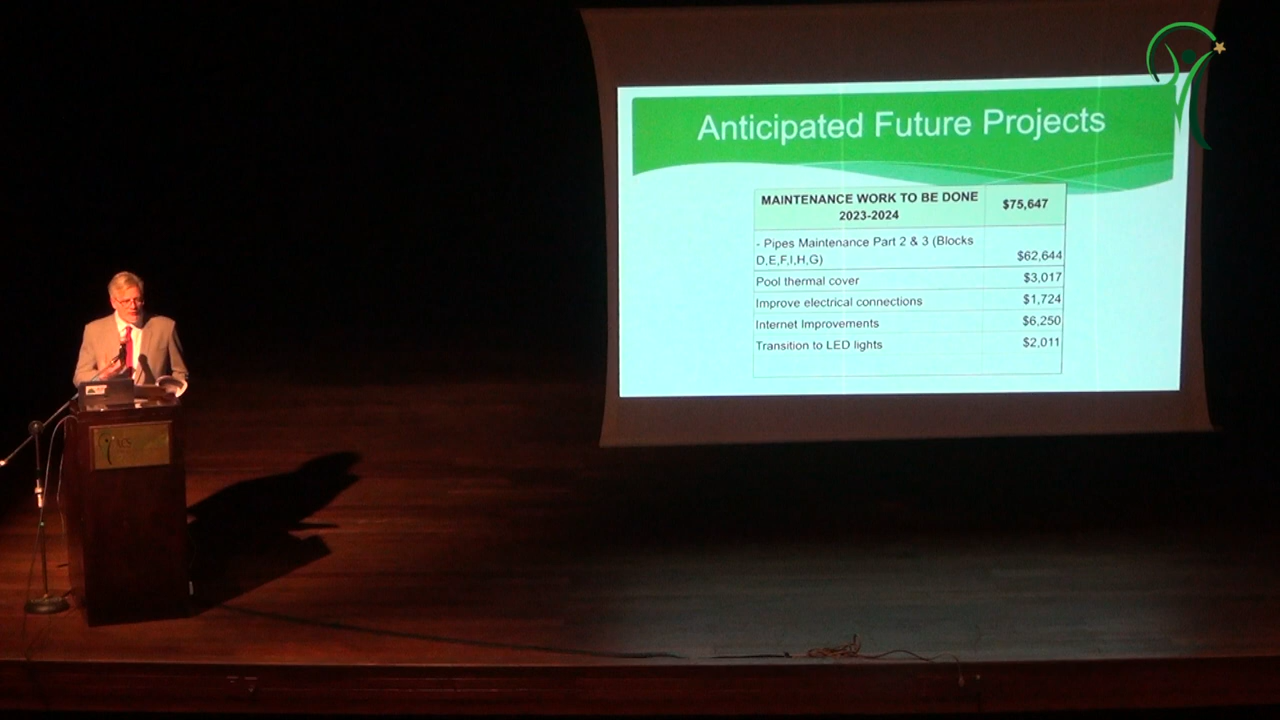 Anticipated Future Projects
MAINTENANCE WORK TO BE DONE
2023-2024
$75,647
- Pipes Maintenance Part 2 & 3 (Blocks
D,E,F,I,H,G)
$62,644
Pool thermal cover
$3,017
Improve electrical connections
$1,724
Internet Improvements
$6,250
Transition to LED lights
$2,011